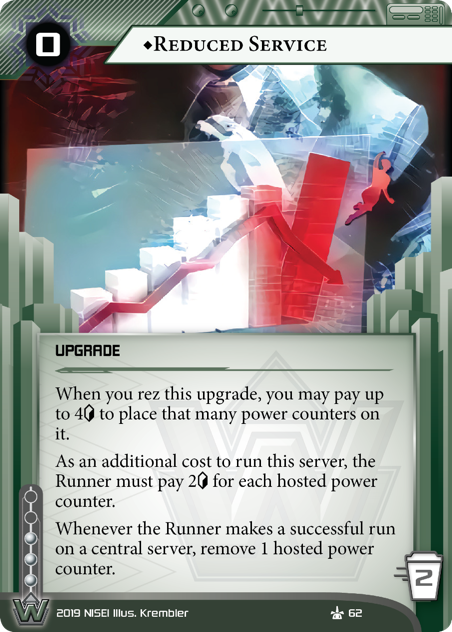 0
♦Reduced Service
UPGRADE
When you rez this upgrade, you may pay up
to 4 to place that many power counters on
it.
As an additional cost to run this server, the
Runner must pay 2 for each hosted power
counter.
Whenever the Runner makes a successful run
on a central server, remove 1 hosted power
counter.
2
2019 NISEI Illus. Krembler
62